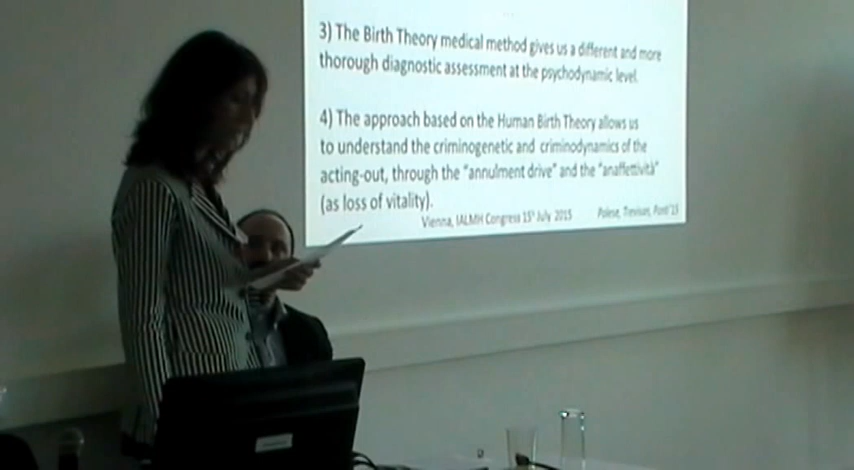 3) The Birth Theory medical method gives us a different and more
thorough diagnostic assessment at the psychodynamic level.
4) The approach based on the Human Birth Theory allows us
to understand the criminogenetic and criminodynamics of the
acting-out, through the "annulment drive" and the "anaffettività"
(as loss of vitality).
Vienna, IALMH Congress 15th July 2015 Polese, Trevisan, Ponti'15